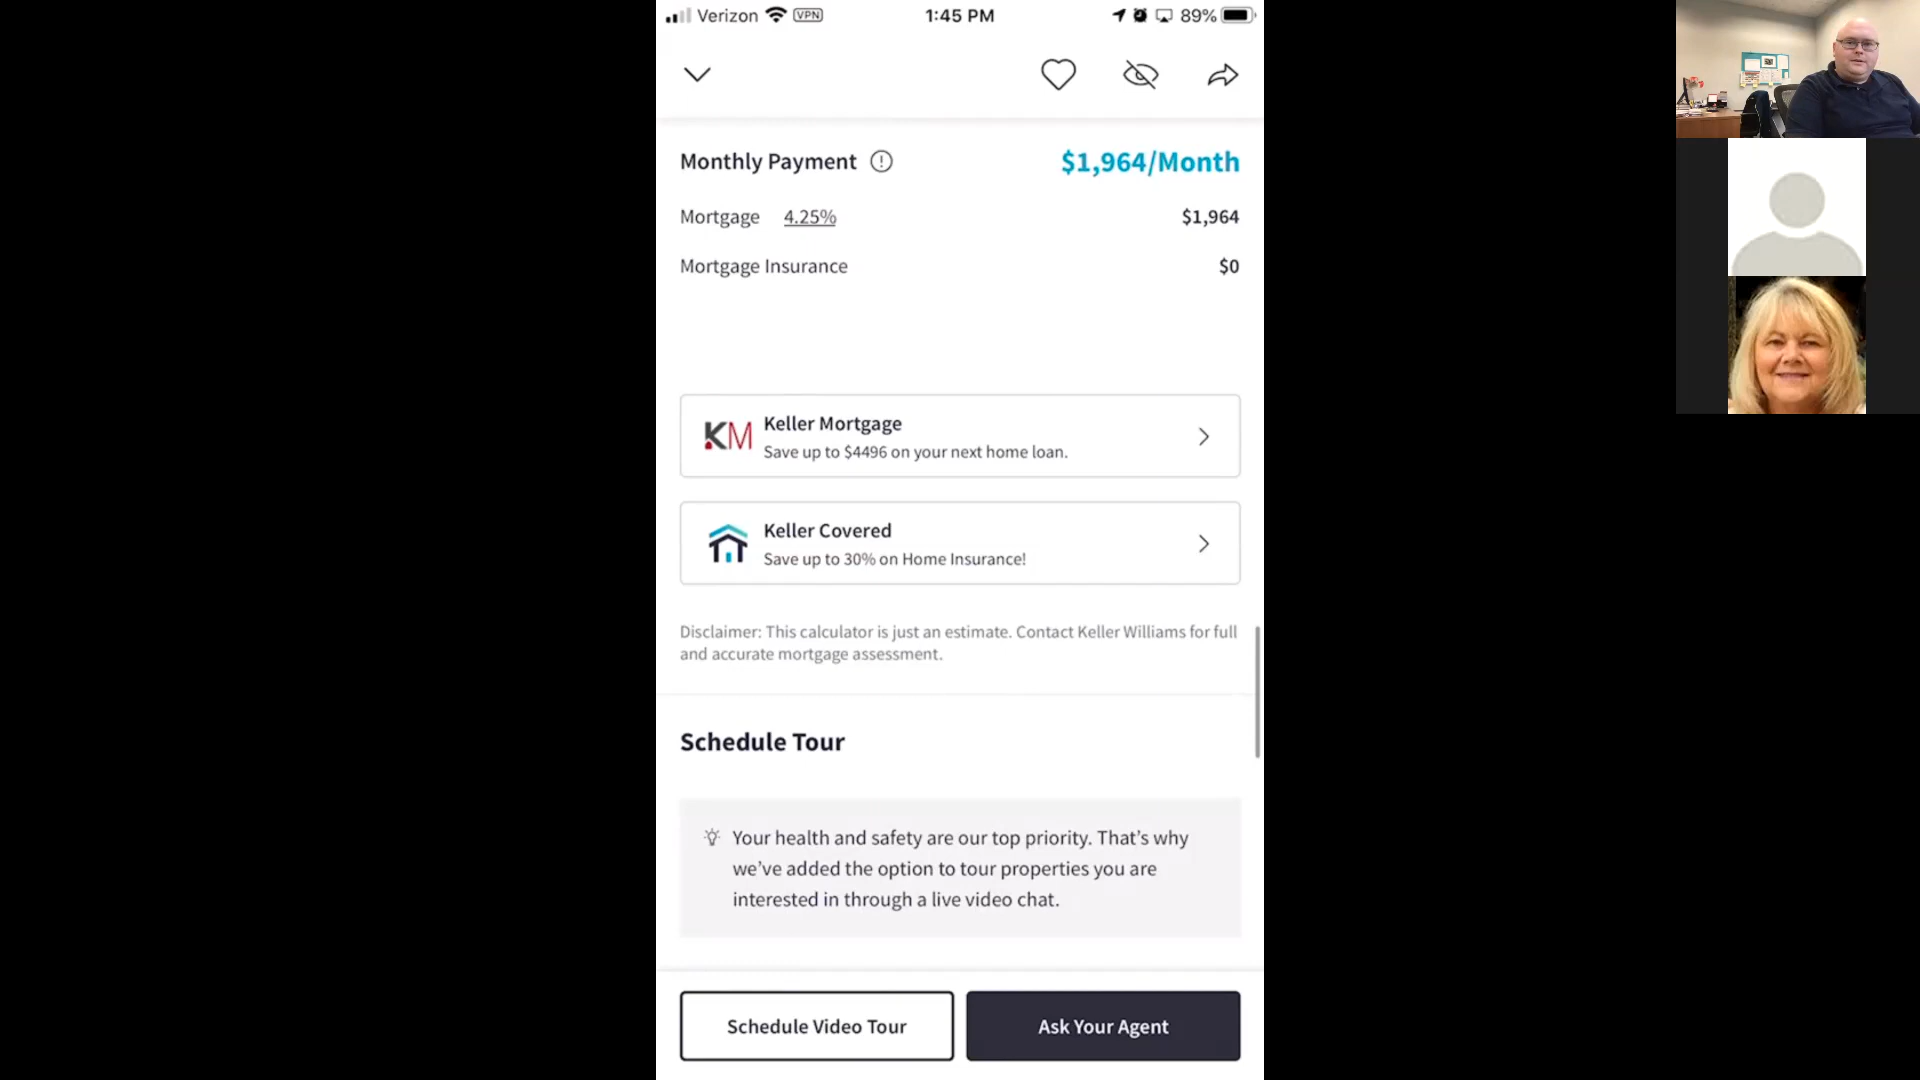 Verizon VPN 1:45 PM 89%
Monthly Payment $1,964/Month
Mortgage 4.25% $1,964
Mortgage Insurance $0
KM Keller Mortgage
Save up to $4496 on your next home loan.
Keller Covered
Save up to 30% on Home Insurance!
Disclaimer: This calculator is just an estimate. Contact Keller Williams for full
and accurate mortgage assessment.
Schedule Tour
Your health and safety are our top priority. That’s why
we’ve added the option to tour properties you are
interested in through a live video chat.
Schedule Video Tour Ask Your Agent